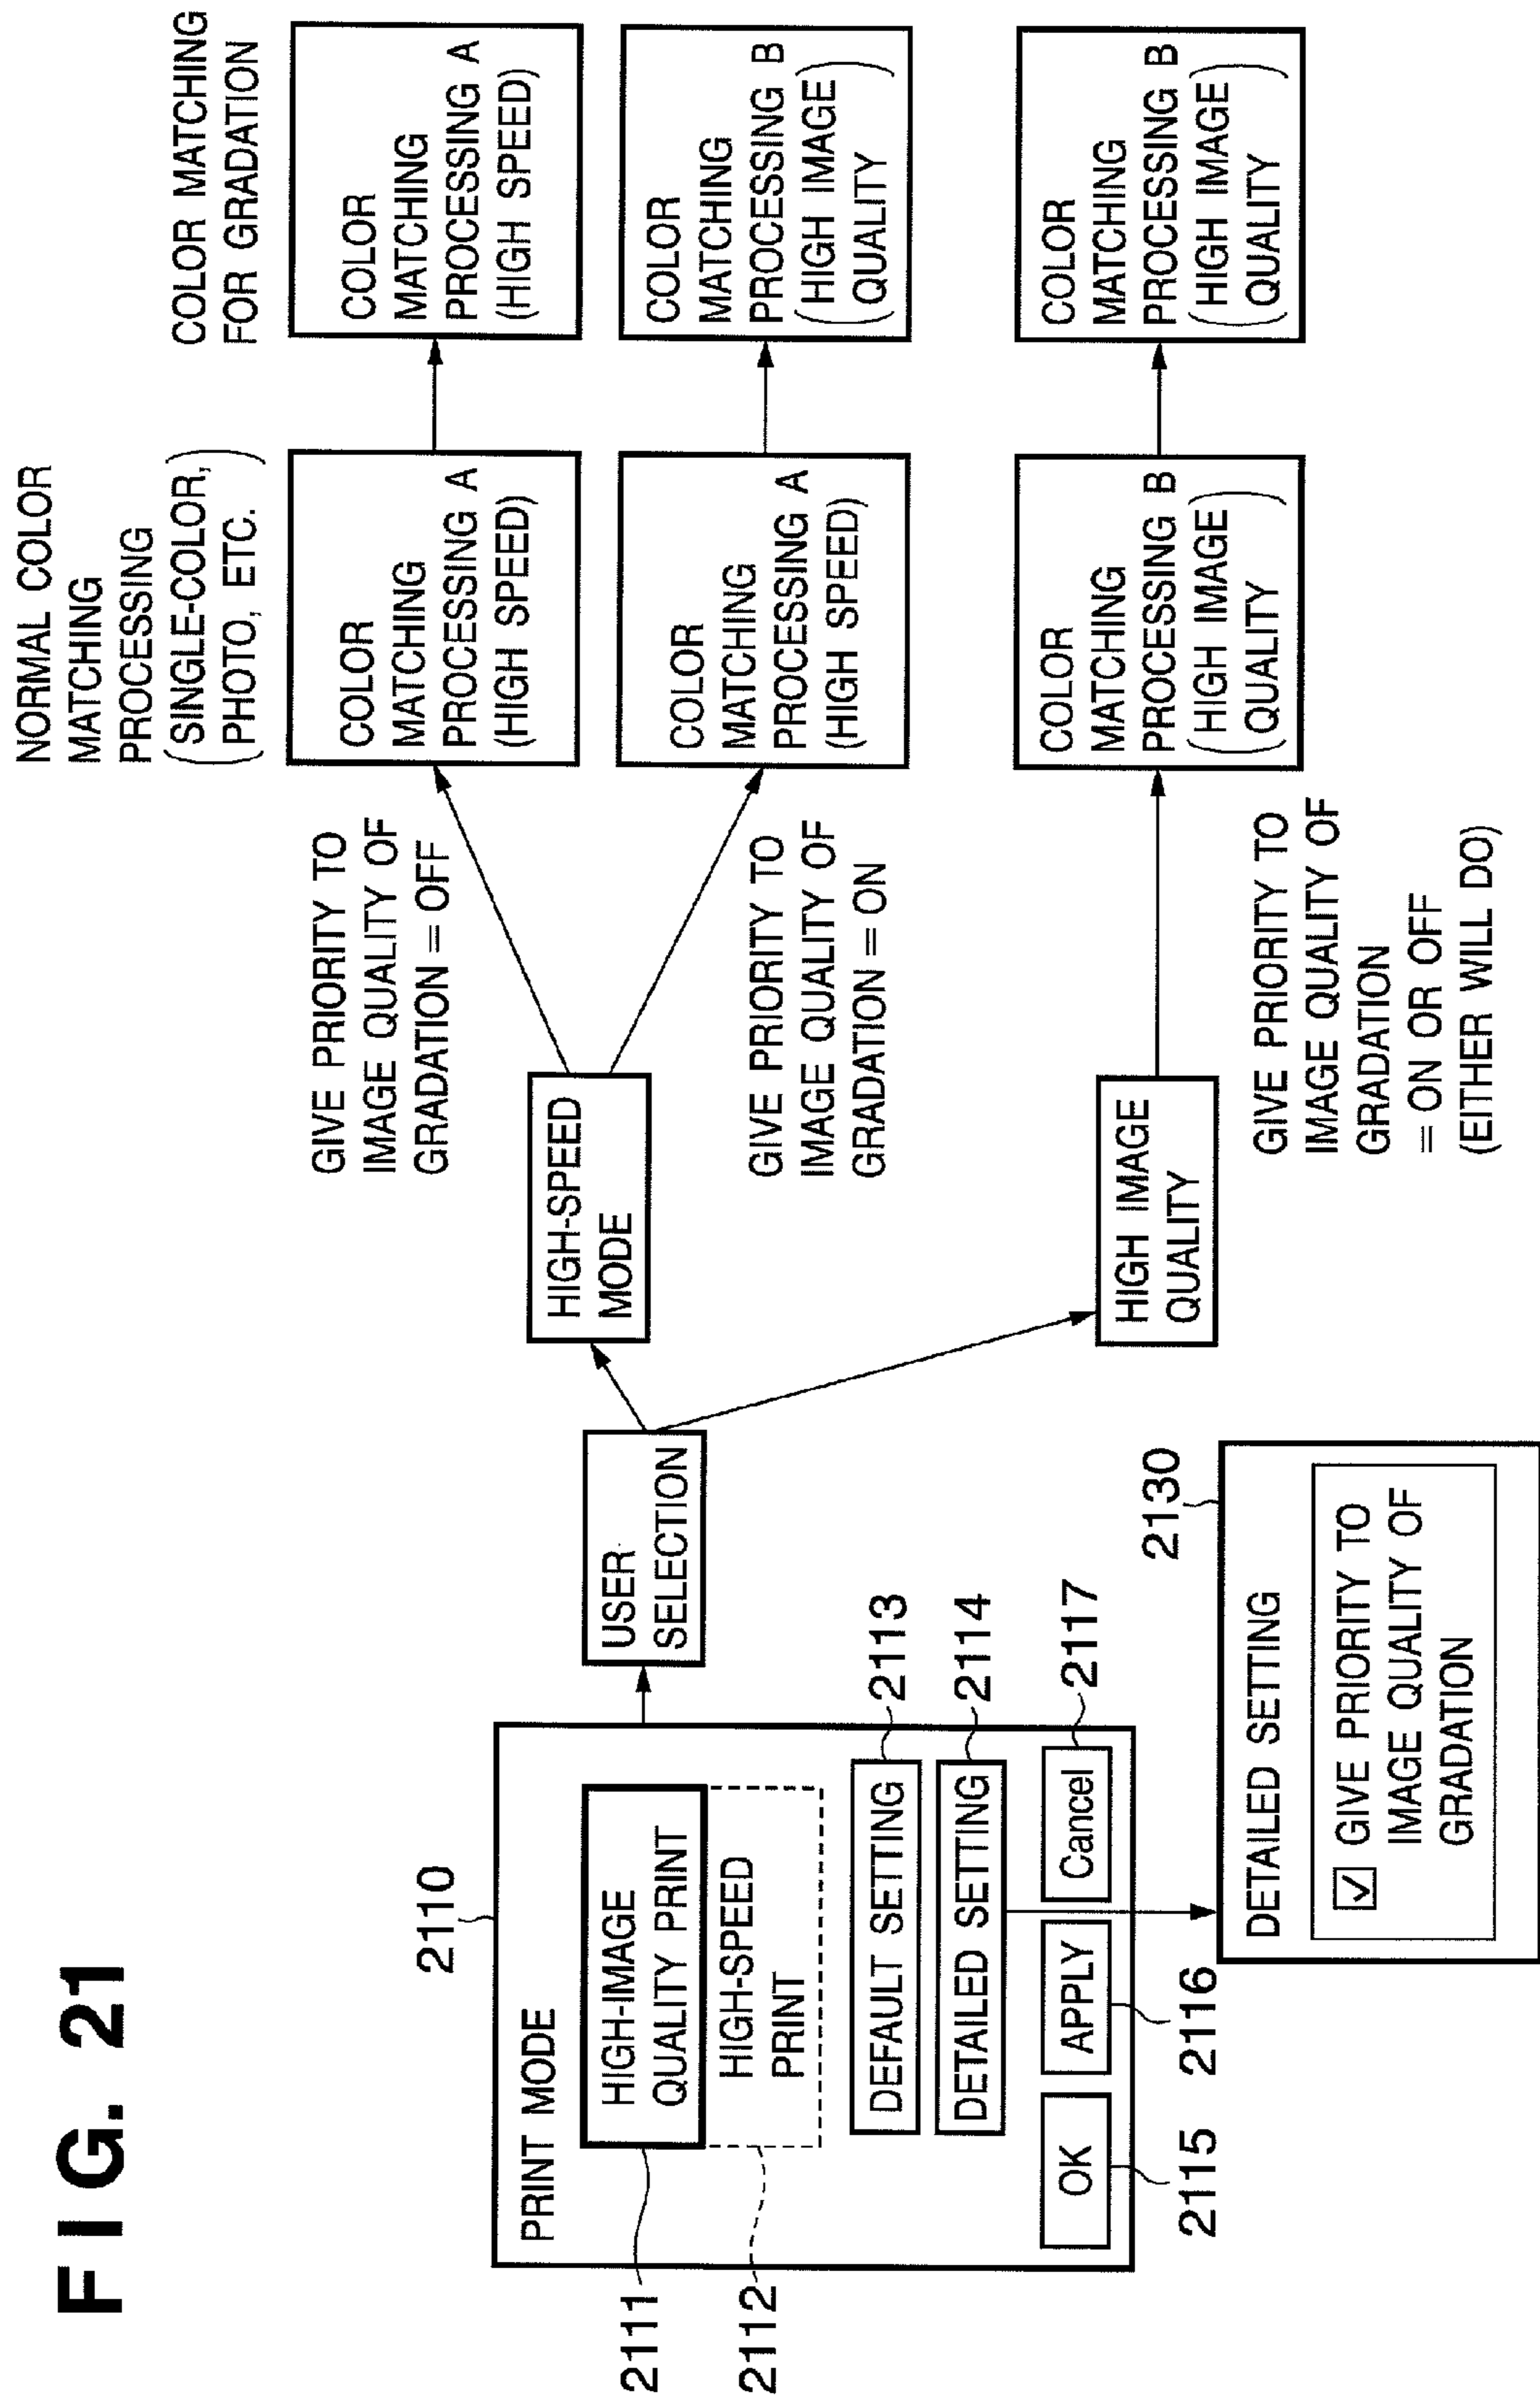 FIG. 21
2110
PRINT MODE
2111
HIGH-IMAGE
QUALITY PRINT
2112
HIGH-SPEED
PRINT
DEFAULT SETTING
2113
DETAILED SETTING
2114
OK
APPLY
Cancel
2115
2116
2117
2130
DETAILED SETTING
☑ GIVE PRIORITY TO
IMAGE QUALITY OF
GRADATION
USER
SELECTION
HIGH-SPEED
MODE
HIGH IMAGE
QUALITY
GIVE PRIORITY TO
IMAGE QUALITY OF
GRADATION = OFF
GIVE PRIORITY TO
IMAGE QUALITY OF
GRADATION = ON
GIVE PRIORITY TO
IMAGE QUALITY OF
GRADATION
= ON OR OFF
(EITHER WILL DO)
NORMAL COLOR
MATCHING
PROCESSING
(SINGLE-COLOR,
PHOTO, ETC.)
COLOR
MATCHING
PROCESSING A
(HIGH SPEED)
COLOR
MATCHING
PROCESSING A
(HIGH SPEED)
COLOR
MATCHING
PROCESSING B
(HIGH IMAGE
QUALITY)
COLOR MATCHING
FOR GRADATION
COLOR
MATCHING
PROCESSING A
(HIGH SPEED)
COLOR
MATCHING
PROCESSING B
(HIGH IMAGE
QUALITY)
COLOR
MATCHING
PROCESSING B
(HIGH IMAGE
QUALITY)